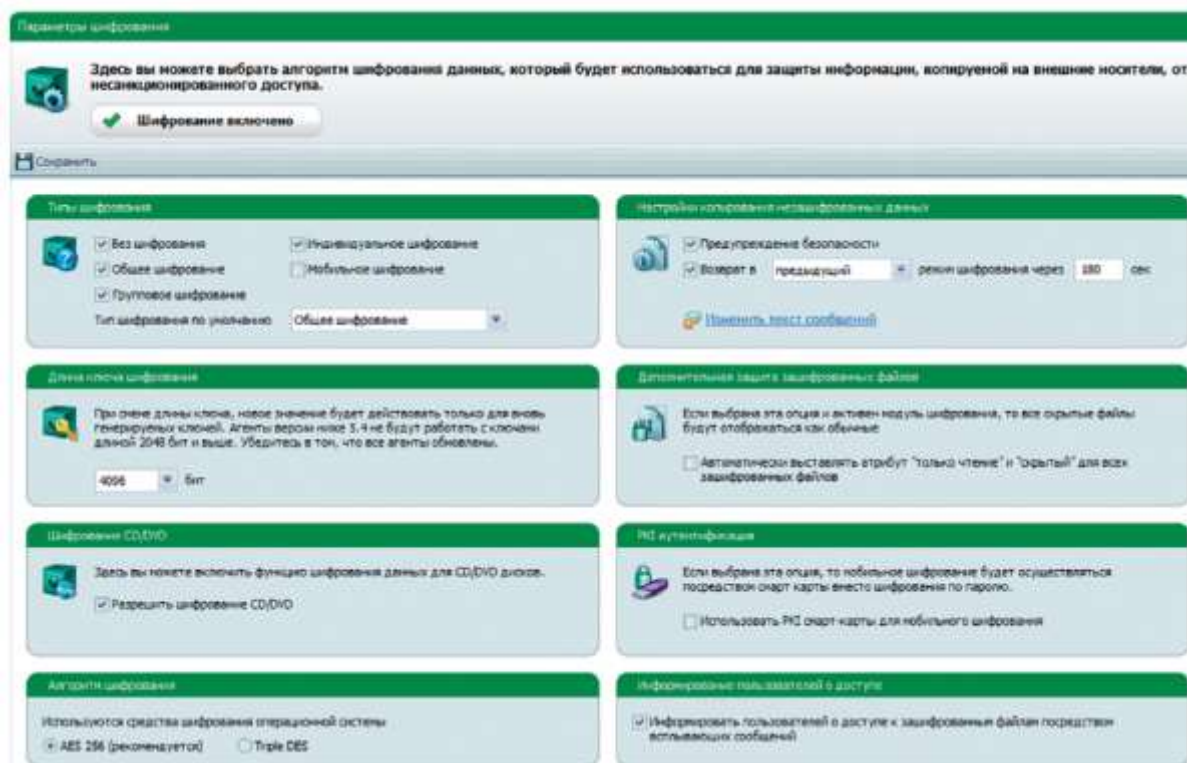 Параметры шифрования
Здесь вы можете выбрать алгоритм шифрования данных, который будет использоваться для защиты информации, копируемой на внешние носители, от
несанкционированного доступа.
Шифрование включено
Сохранить
Типы шифрования
Без шифрования
Индивидуальное шифрование
Общее шифрование
Мобильное шифрование
Групповое шифрование
Тип шифрования по умолчанию Общее шифрование
Настройки копирования незашифрованных данных
Предупреждение безопасности
Возврат в предыдущий режим шифрования через 180 сек
Изменить текст сообщений
Длина ключа шифрования
При смене длины ключа, новое значение будет действовать только для вновь
генерируемых ключей. Агенты версии ниже 5.4 не будут работать с ключами
длиной 2048 бит и выше. Убедитесь в том, что все агенты обновлены.
4096 бит
Дополнительная защита зашифрованных файлов
Если выбрана эта опция и активен модуль шифрования, то все скрытые файлы
будут отображаться как обычные
Автоматически выставлять атрибут "только чтение" и "скрытый" для всех
зашифрованных файлов
Шифрование CD/DVD
Здесь вы можете включить функцию шифрования данных для CD/DVD дисков.
Разрешить шифрование CD/DVD
PKI аутентификация
Если выбрана эта опция, то мобильное шифрование будет осуществляться
посредством смарт карты вместо шифрования по паролю.
Использовать PKI смарт-карты для мобильного шифрования
Алгоритм шифрования
Используются средства шифрования операционной системы
AES 256 (рекомендуется) Triple DES
Информирование пользователей о доступе
Информировать пользователей о доступе к зашифрованным файлам посредством
всплывающих сообщений